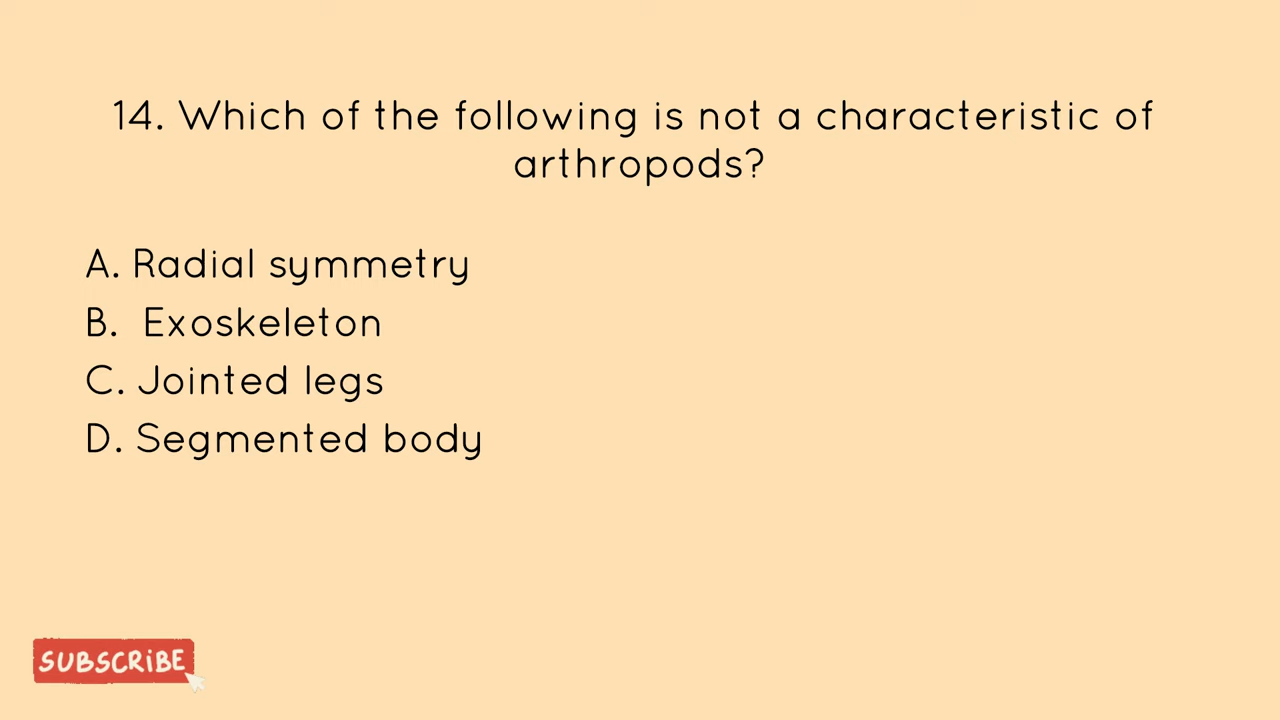 14. Which of the following is not a characteristic of
arthropods?
A. Radial symmetry
B. Exoskeleton
C. Jointed legs
D. Segmented body
SUBSCRiBE